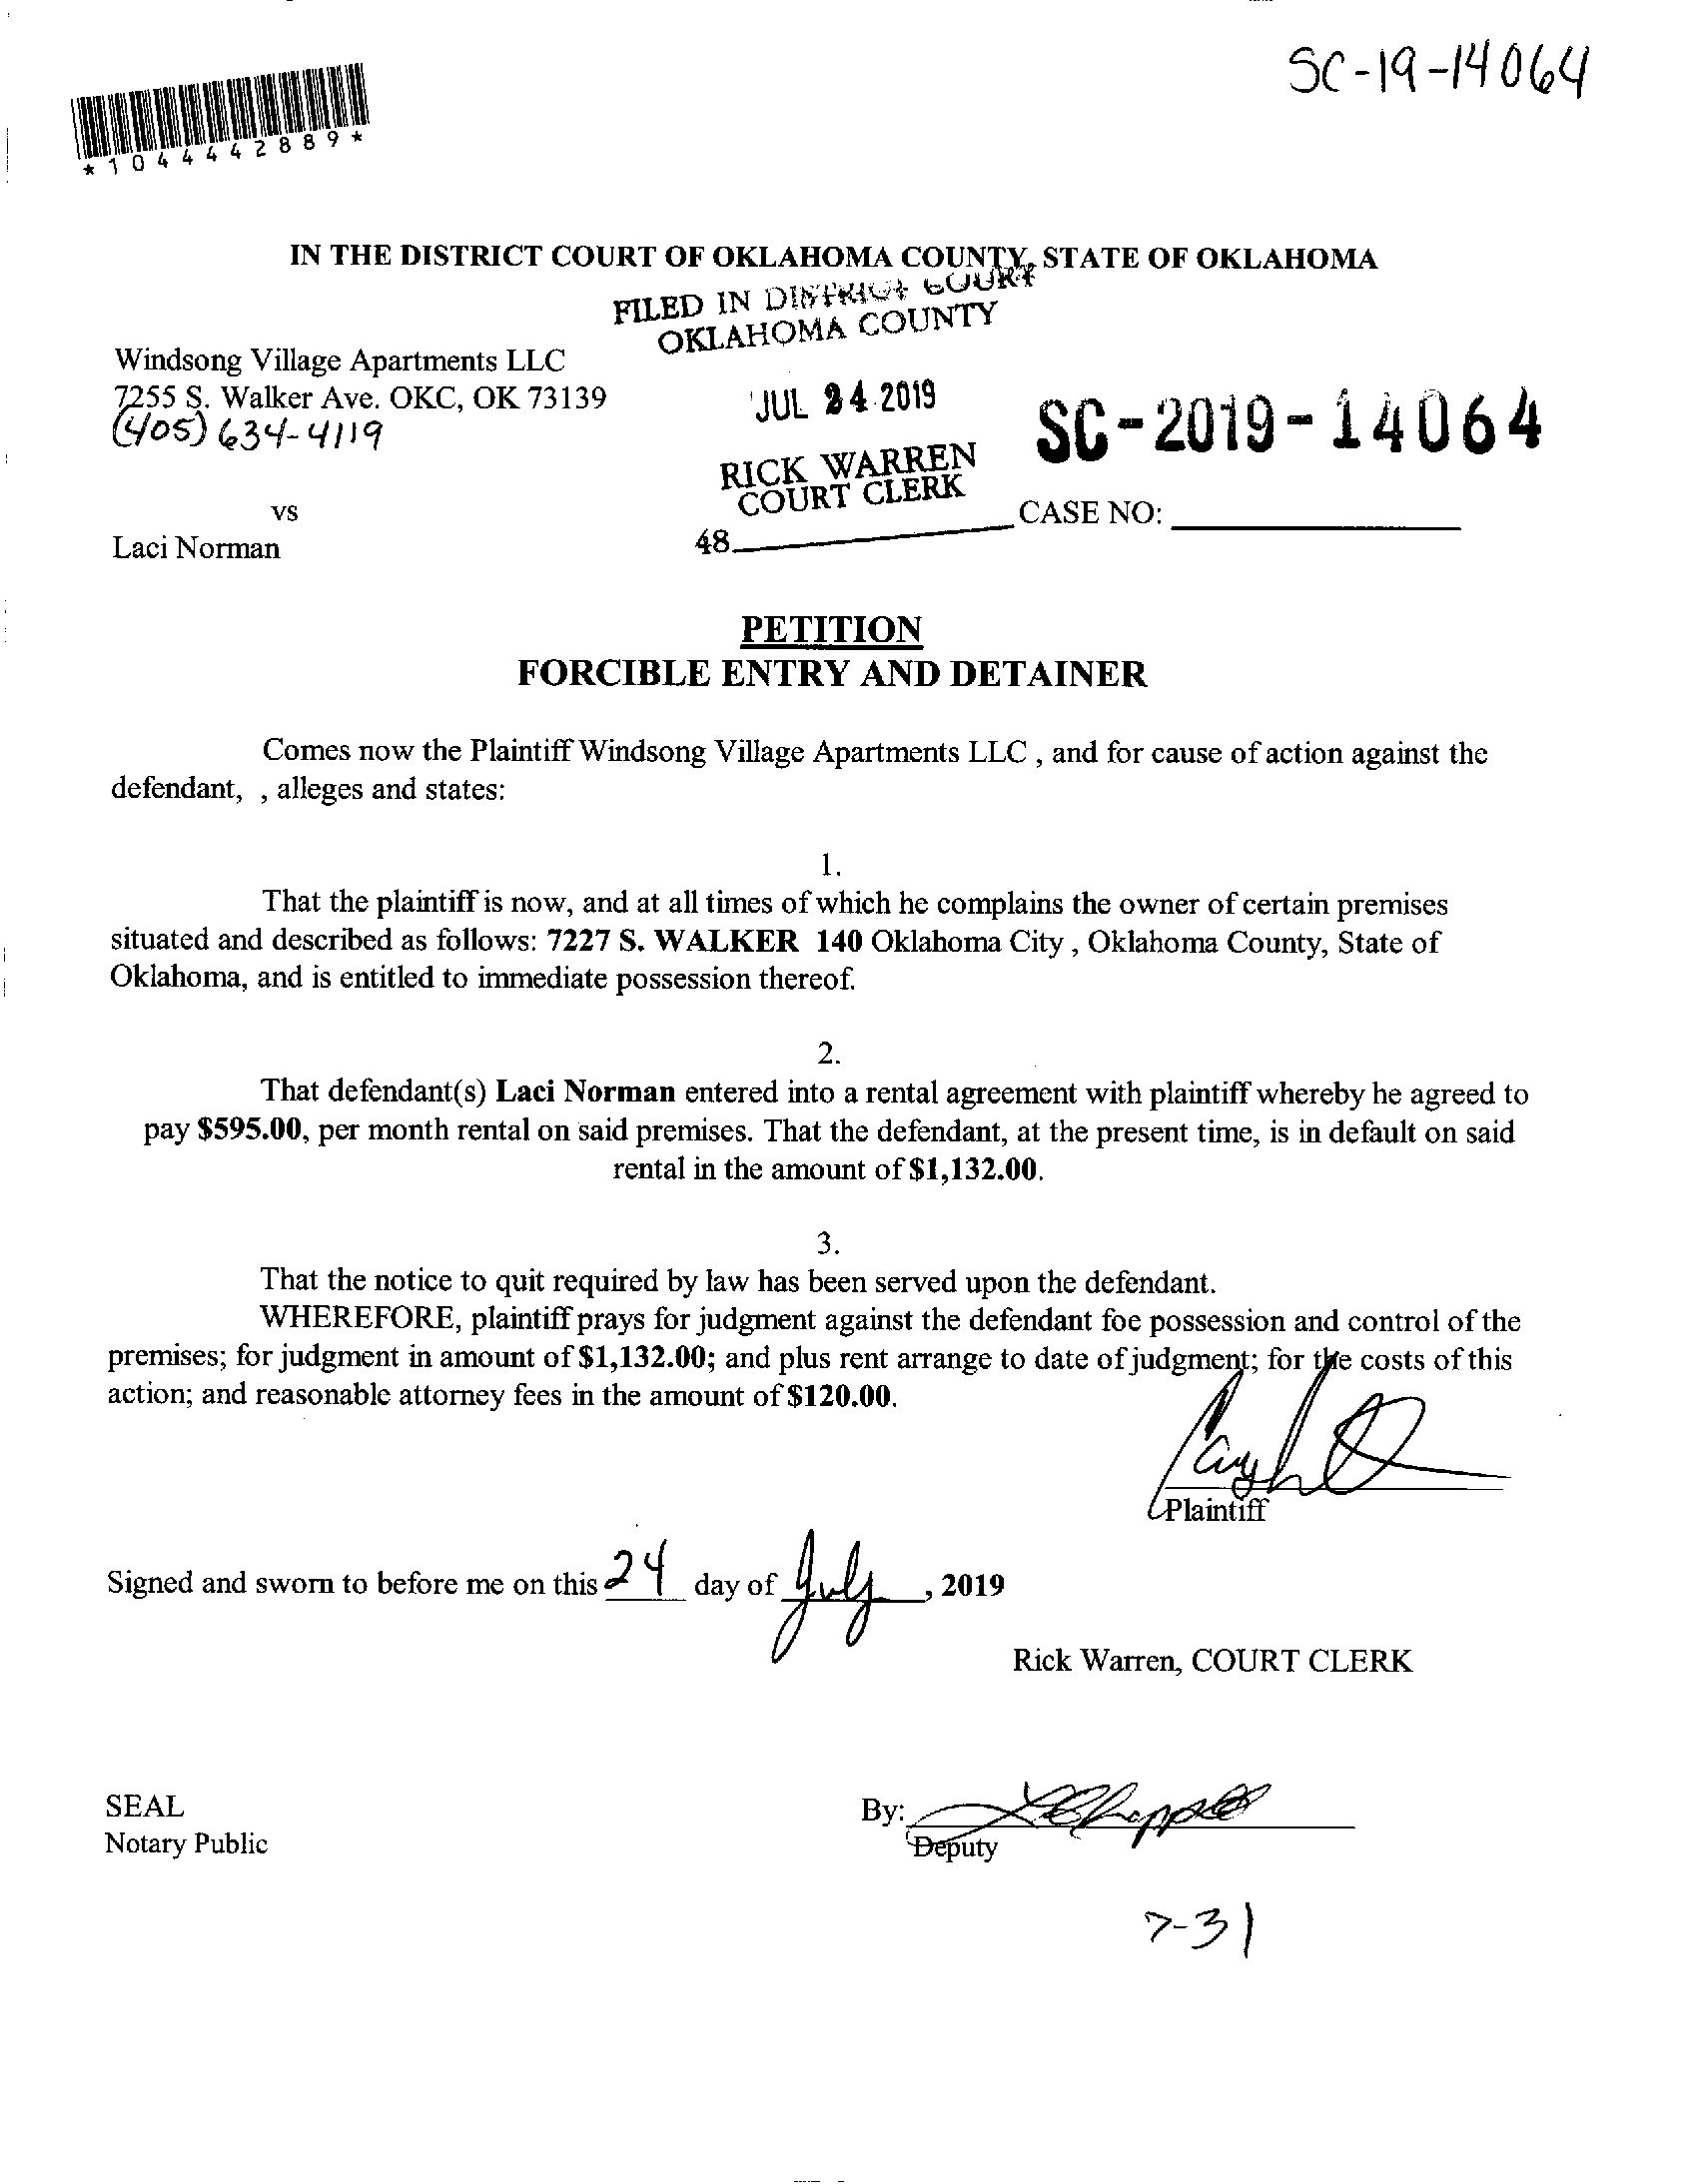 SC-19-14064
*1044442889*
IN THE DISTRICT COURT OF OKLAHOMA COUNTY, STATE OF OKLAHOMA
FILED IN DISTRICT COURT
OKLAHOMA COUNTY
Windsong Village Apartments LLC
7255 S. Walker Ave. OKC, OK 73139
(405) 634-4119
JUL 24 2019
SC-2019-14064
RICK WARREN
COURT CLERK
vs
CASE NO:
Laci Norman
48
PETITION
FORCIBLE ENTRY AND DETAINER
Comes now the Plaintiff Windsong Village Apartments LLC , and for cause of action against the
defendant, , alleges and states:
1.
That the plaintiff is now, and at all times of which he complains the owner of certain premises
situated and described as follows: 7227 S. WALKER 140 Oklahoma City , Oklahoma County, State of
Oklahoma, and is entitled to immediate possession thereof.
2.
That defendant(s) Laci Norman entered into a rental agreement with plaintiff whereby he agreed to
pay $595.00, per month rental on said premises. That the defendant, at the present time, is in default on said
rental in the amount of $1,132.00.
3.
That the notice to quit required by law has been served upon the defendant.
WHEREFORE, plaintiff prays for judgment against the defendant foe possession and control of the
premises; for judgment in amount of $1,132.00; and plus rent arrange to date of judgment; for the costs of this
action; and reasonable attorney fees in the amount of $120.00.
Plaintiff
Signed and sworn to before me on this 24 day of July, 2019
Rick Warren, COURT CLERK
SEAL
By:
Notary Public
Deputy
7-31